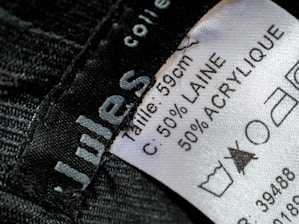 Jules
colle
Taille: 59cm
C: 50% LAINE
50% ACRYLIQUE
R: 39488